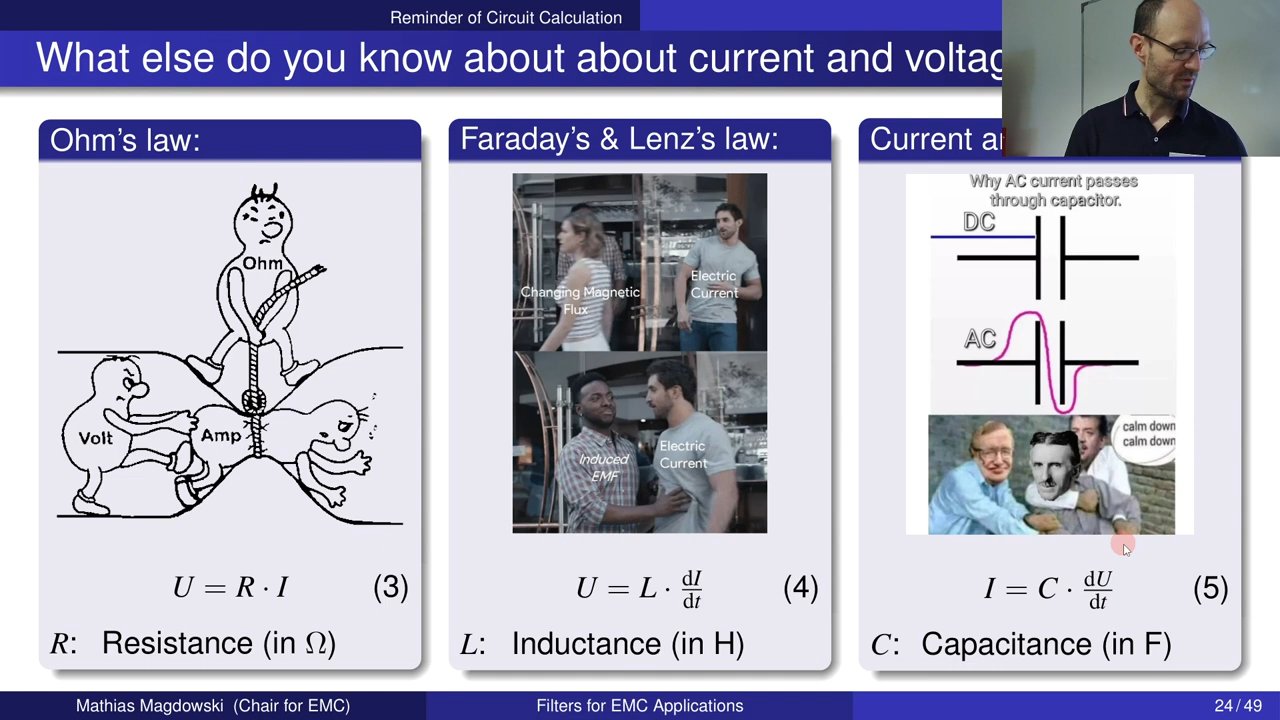 Reminder of Circuit Calculation
What else do you know about about current and voltag
Ohm's law:
Ohm
Volt
Amp
U = R · I (3)
R: Resistance (in Ω)
Faraday's & Lenz's law:
Changing Magnetic
Flux
Electric
Current
Induced
EMF
Electric
Current
U = L · dI/dt (4)
L: Inductance (in H)
Current a
Why AC current passes
through capacitor.
DC
AC
calm down
calm down
I = C · dU/dt (5)
C: Capacitance (in F)
Mathias Magdowski (Chair for EMC)
Filters for EMC Applications
24 / 49